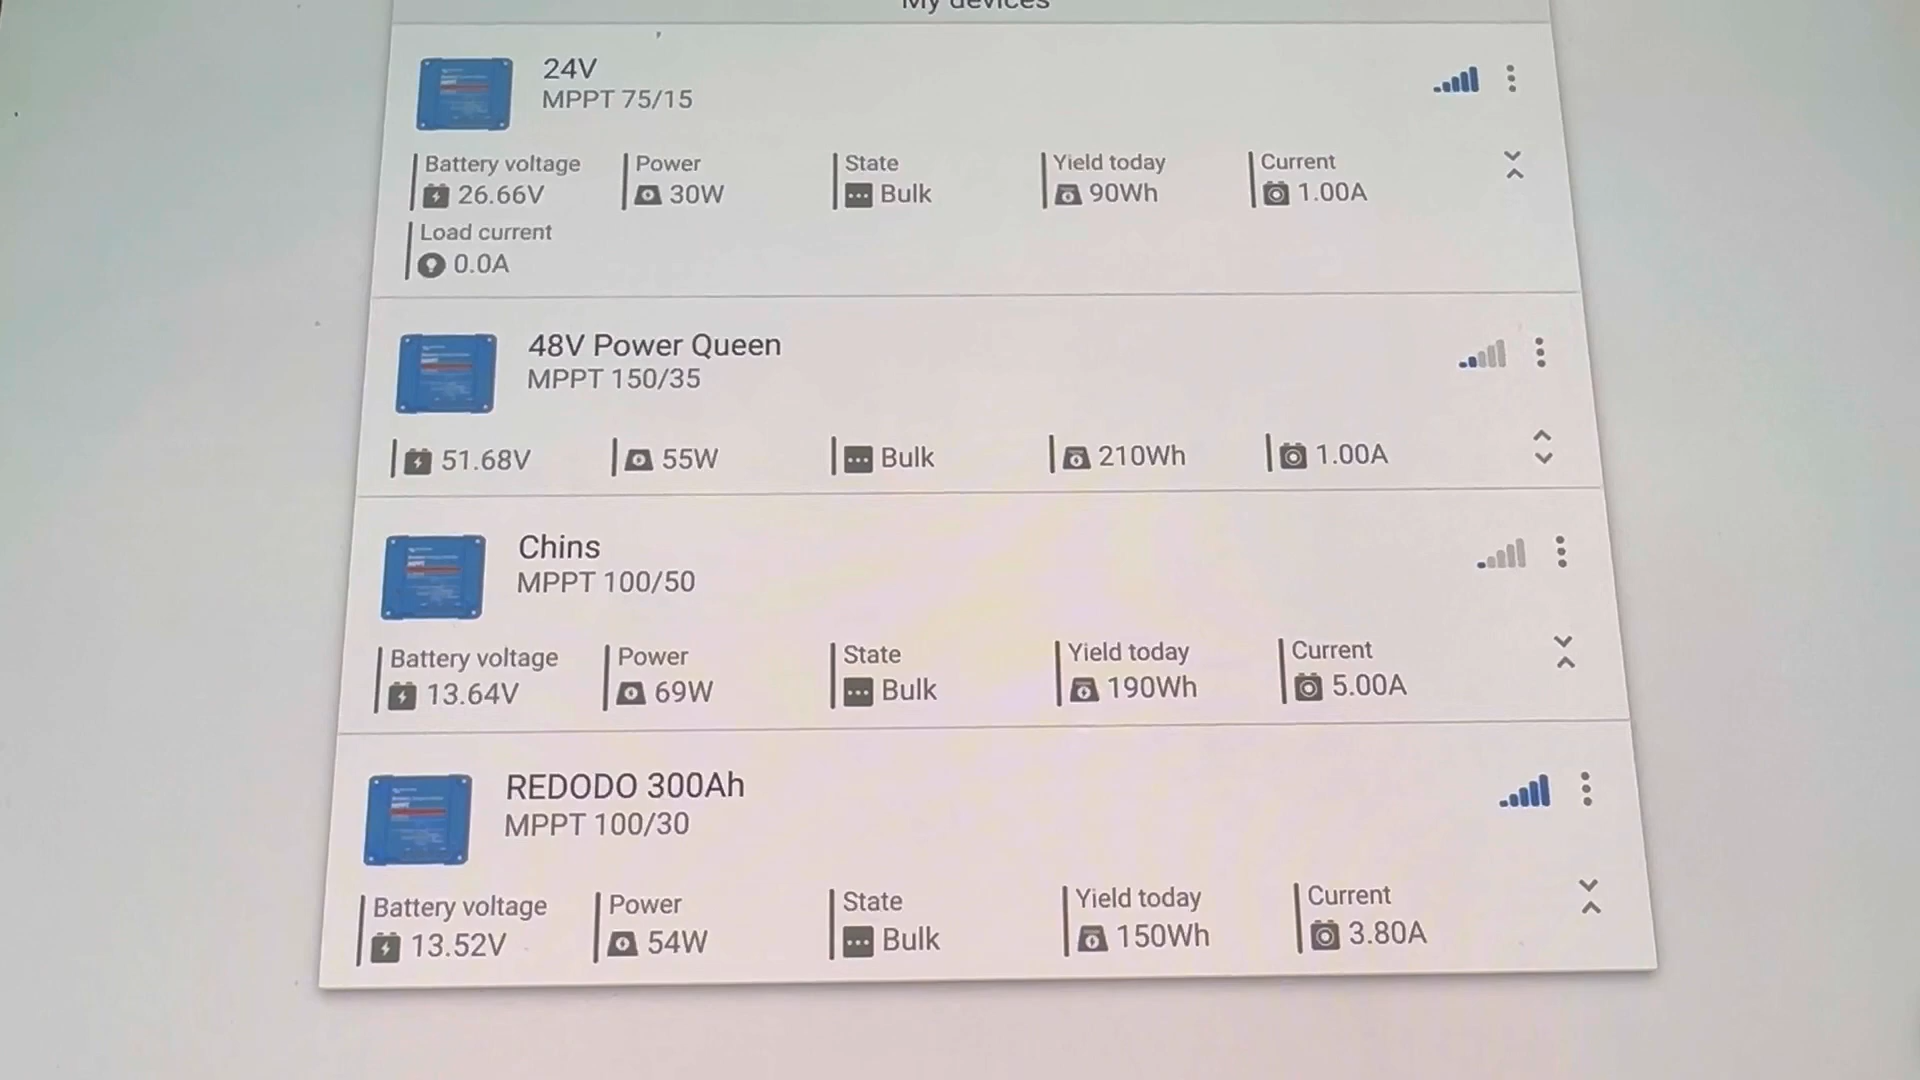 My devices
24V
MPPT 75/15
Battery voltage Power State Yield today Current
26.66V 30W Bulk 90Wh 1.00A
Load current
0.0A
48V Power Queen
MPPT 150/35
51.68V 55W Bulk 210Wh 1.00A
Chins
MPPT 100/50
Battery voltage Power State Yield today Current
13.64V 69W Bulk 190Wh 5.00A
REDODO 300Ah
MPPT 100/30
Battery voltage Power State Yield today Current
13.52V 54W Bulk 150Wh 3.80A